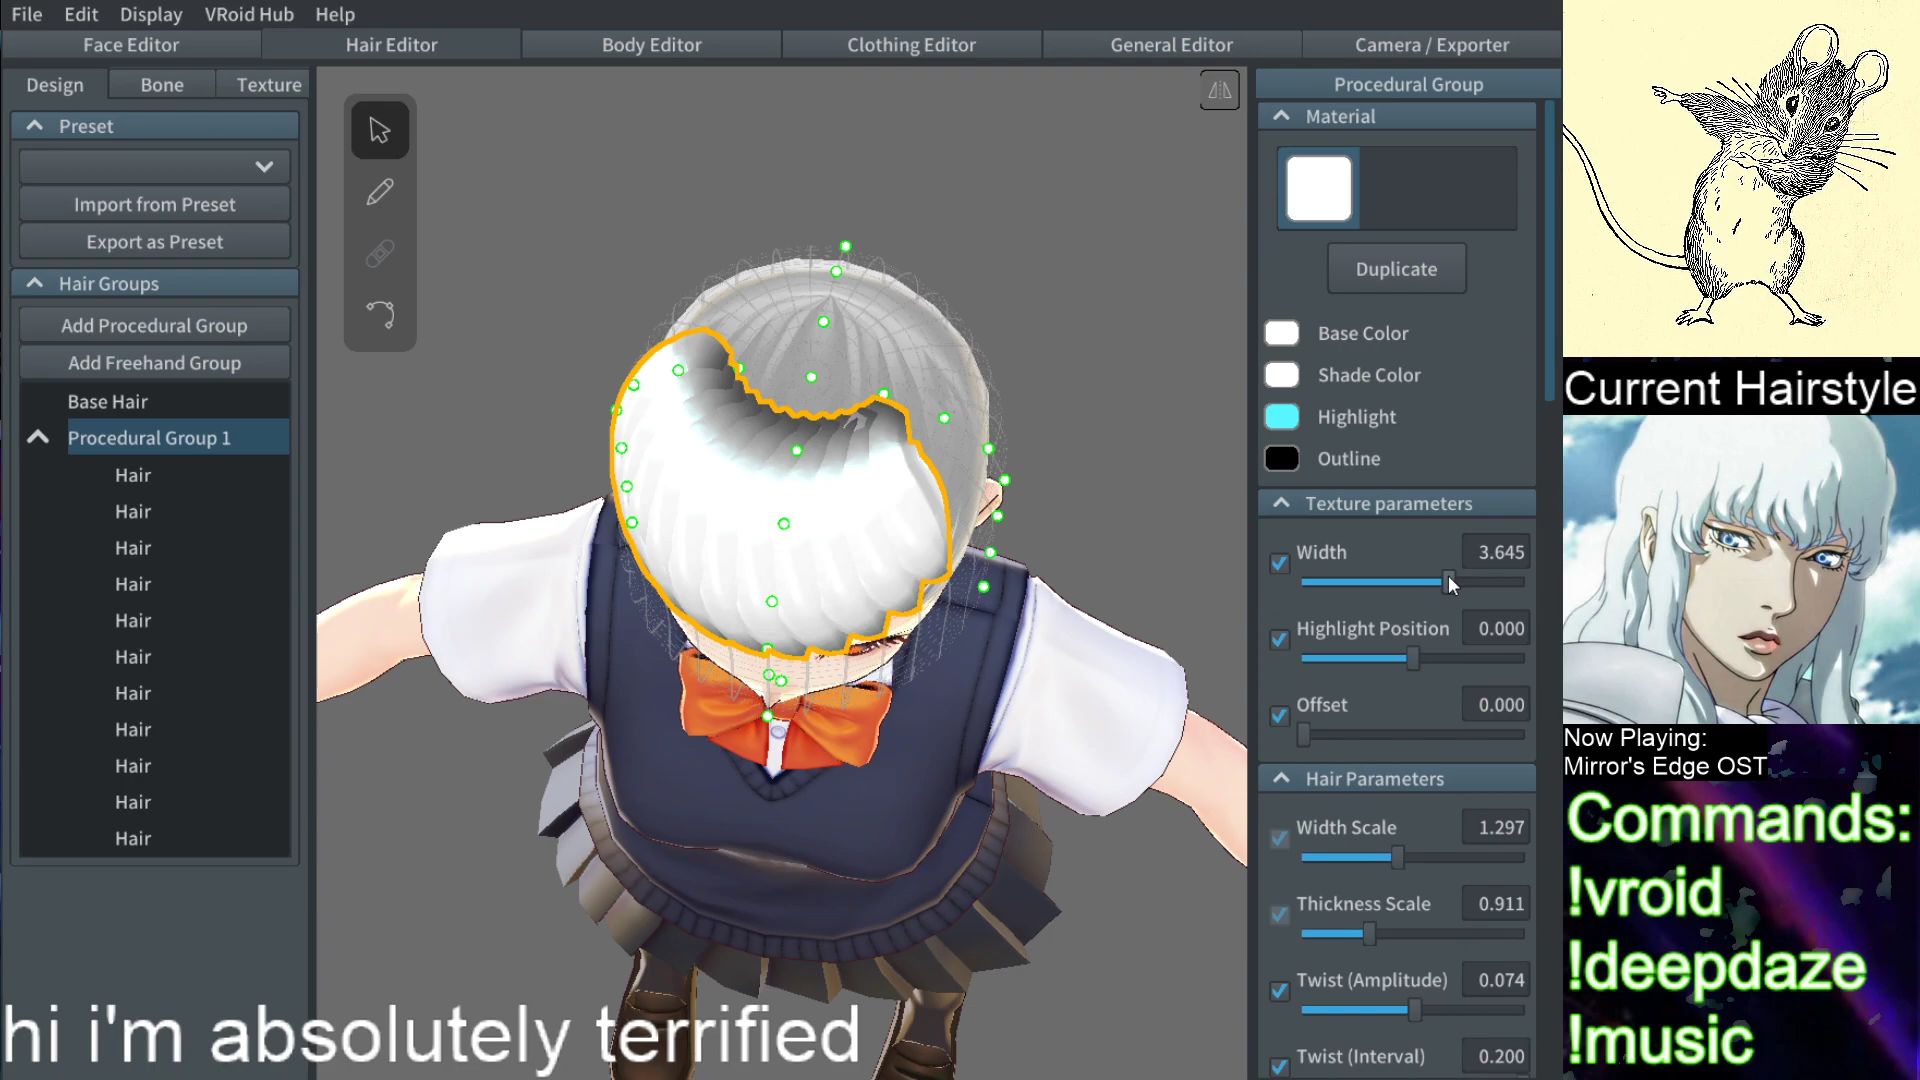 File Edit Display VRoid Hub Help
Face Editor Hair Editor Body Editor Clothing Editor General Editor Camera / Exporter
Design Bone Texture
Preset
Import from Preset
Export as Preset
Hair Groups
Add Procedural Group
Add Freehand Group
Base Hair
Procedural Group 1
Hair
Hair
Hair
Hair
Hair
Hair
Hair
Hair
Hair
Hair
Hair
Procedural Group
Material
Duplicate
Base Color
Shade Color
Highlight
Outline
Texture parameters
Width 3.645
Highlight Position 0.000
Offset 0.000
Hair Parameters
Width Scale 1.297
Thickness Scale 0.911
Twist (Amplitude) 0.074
Twist (Interval) 0.200
Current Hairstyle
Now Playing:
Mirror's Edge OST
Commands:
!vroid
!deepdaze
!music
hi i'm absolutely terrified